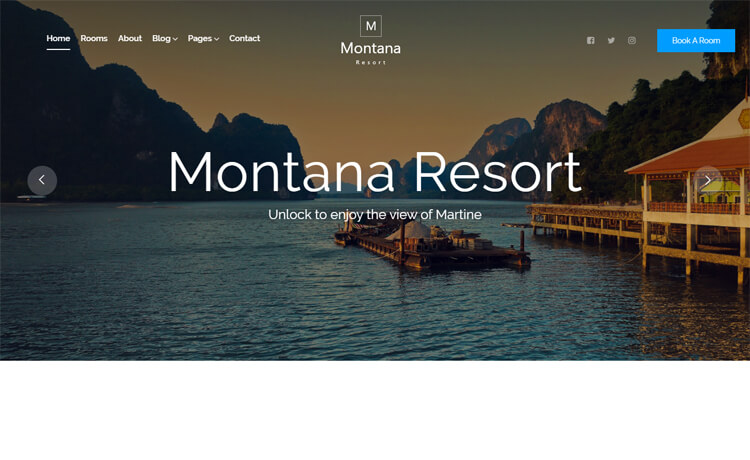 Home Rooms About Blog Pages Contact
M
Montana
Resort
Book A Room
Montana Resort
Unlock to enjoy the view of Martine